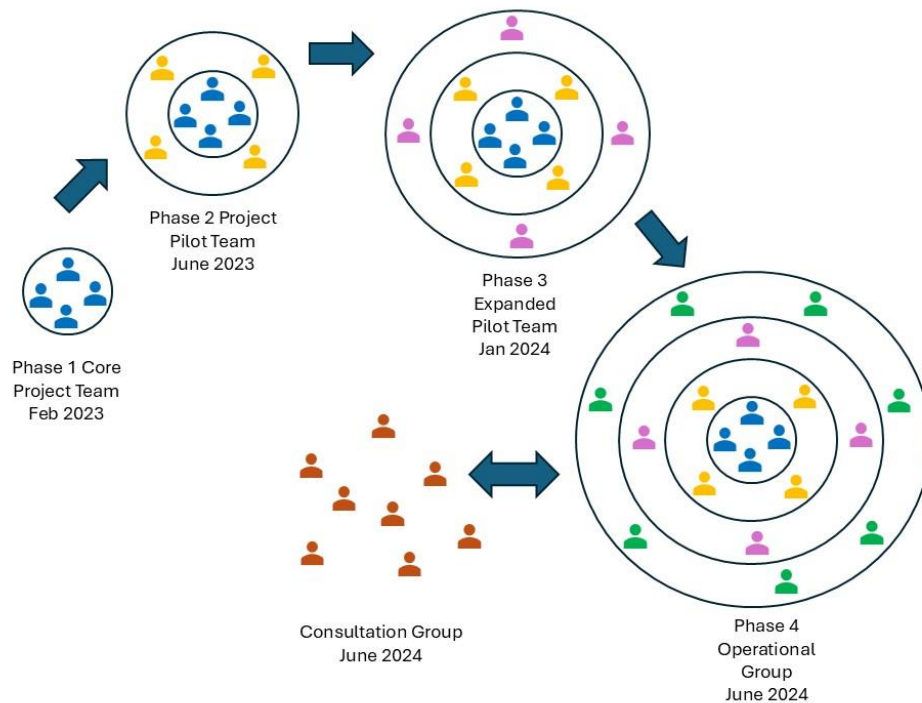 Phase 1 Core
Project Team
Feb 2023
Phase 2 Project
Pilot Team
June 2023
Phase 3
Expanded
Pilot Team
Jan 2024
Phase 4
Operational
Group
June 2024
Consultation Group
June 2024